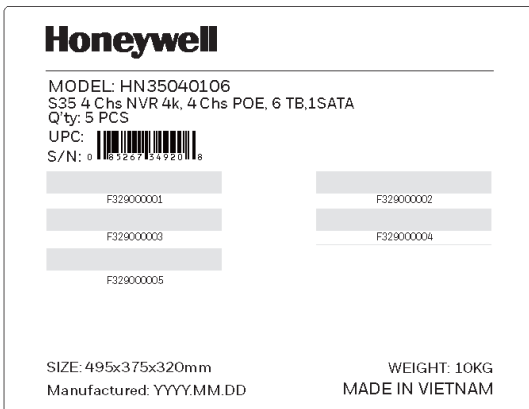 Honeywell
MODEL: HN35040106
S35 4 Chs NVR 4k, 4 Chs POE, 6 TB,1SATA
Q'ty: 5 PCS
UPC:
S/N: 0 85267 34920 8
F329000001 F329000002
F329000003 F329000004
F329000005
SIZE: 495x375x320mm WEIGHT: 10KG
Manufactured: YYYY.MM.DD MADE IN VIETNAM